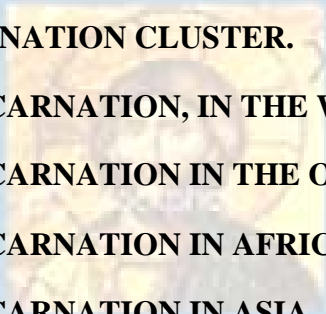 NATION CLUSTER.
CARNATION, IN THE
CARNATION IN THE
CARNATION IN AFRIC
CARNATION IN ASIA